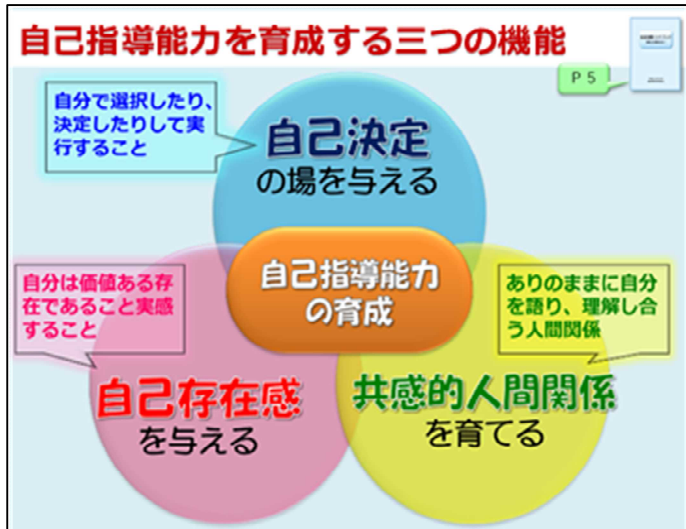 自己指導能力を育成する三つの機能
P 5
自分で選択したり、
決定したりして実
行すること
自己決定
の場を与える
自己指導能力
の育成
自分は価値ある存
在であること実感
すること
ありのままに自分
を語り、理解し合
う人間関係
自己存在感
を与える
共感的人間関係
を育てる